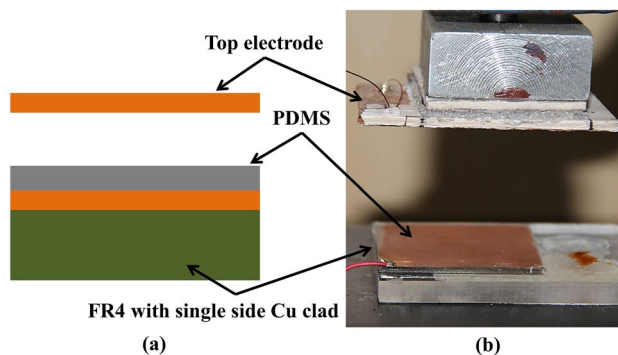 Top electrode
PDMS
FR4 with single side Cu clad
(a)
(b)